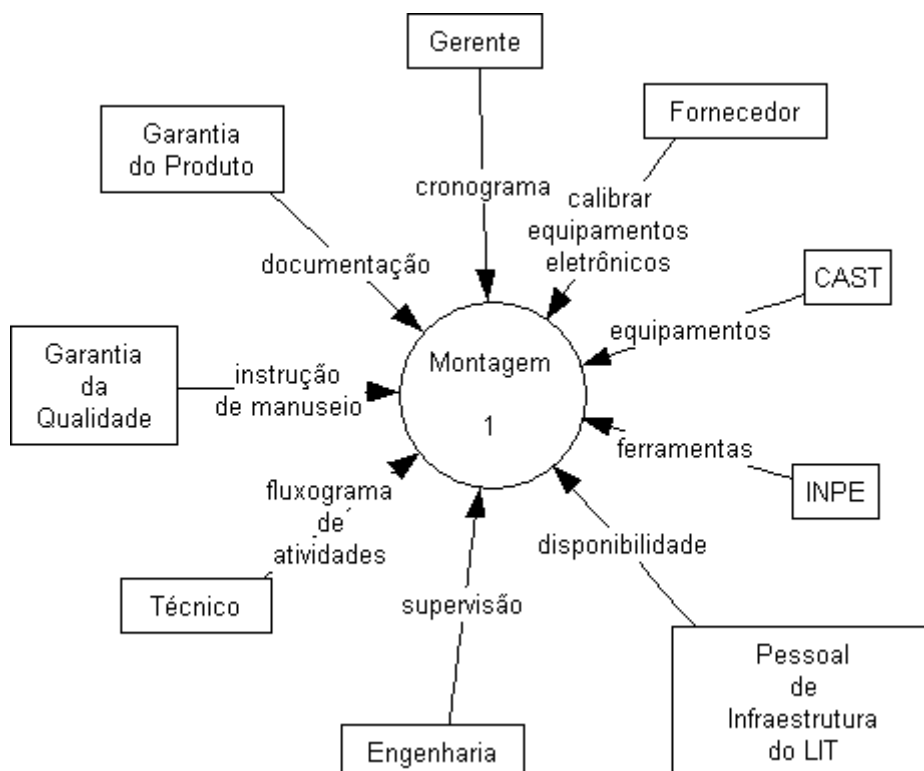 Gerente
Fornecedor
Garantia
do Produto
cronograma
calibrar
equipamentos
eletrônicos
documentação
CAST
equipamentos
Garantia
da
Qualidade
instrução
de manuseio
Montagem
1
ferramentas
INPE
fluxograma
de
atividades
disponibilidade
Técnico
supervisão
Pessoal
de
Infraestrutura
do LIT
Engenharia